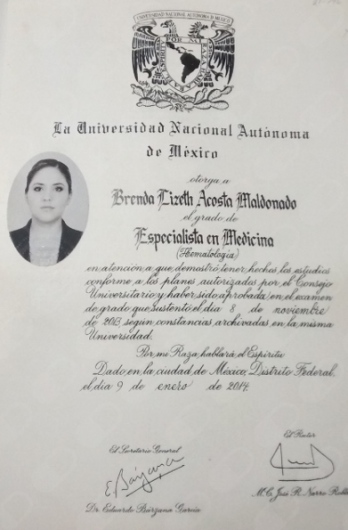 UNIVERSIDAD NACIONAL AUTONOMA DE MEXICO
La Universidad Nacional Autónoma
de México
otorga a
Brenda Lizeth Acosta Maldonado
el grado de
Especialista en Medicina
(Hematología)
en atención a que demostró tener hechos los estudios
conforme a los planes autorizados por el Consejo
Universitario y haber sido aprobada en el examen
de grado que sustentó el día 8 de noviembre
de 2013 según constancias archivadas en la misma
Universidad.
Por mi Raza hablará el Espíritu
Dado en la ciudad de México, Distrito Federal,
el día 9 de enero de 2014.
El Rector
El Secretario General
E Bárzana
Dr. Eduardo Bárzana García
José R. Narro